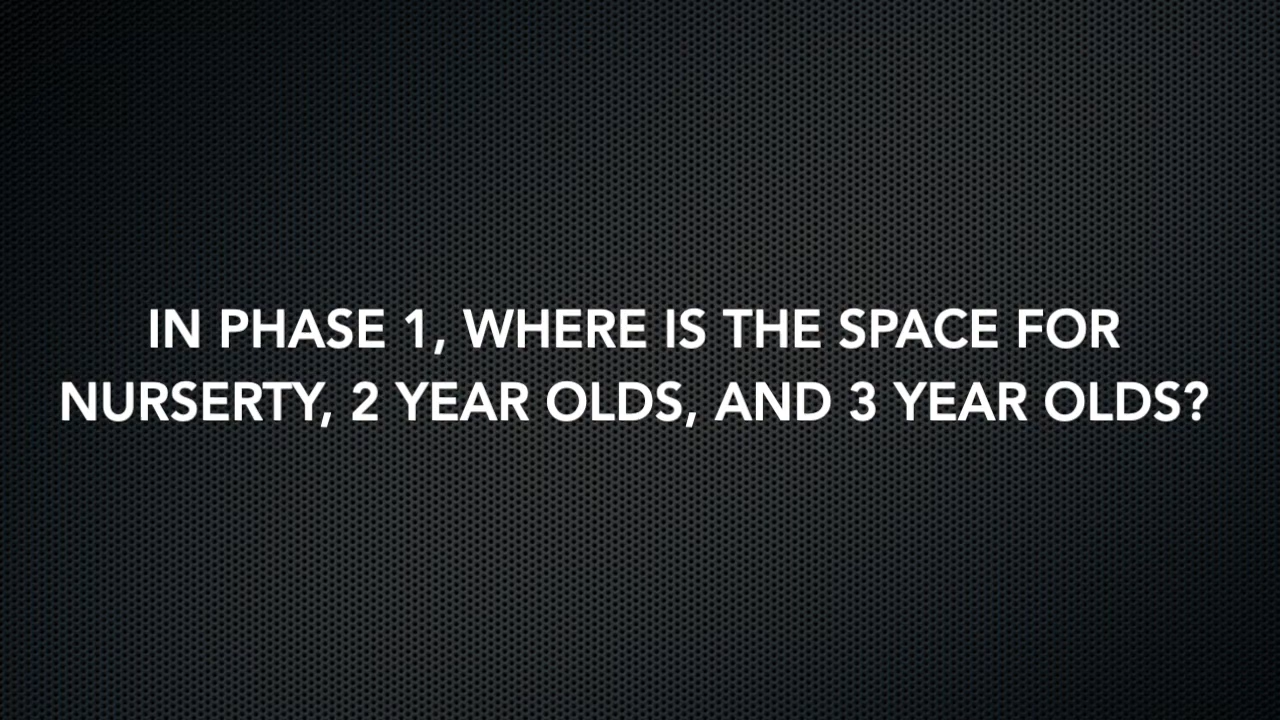 IN PHASE 1, WHERE IS THE SPACE FOR
NURSERTY, 2 YEAR OLDS, AND 3 YEAR OLDS?